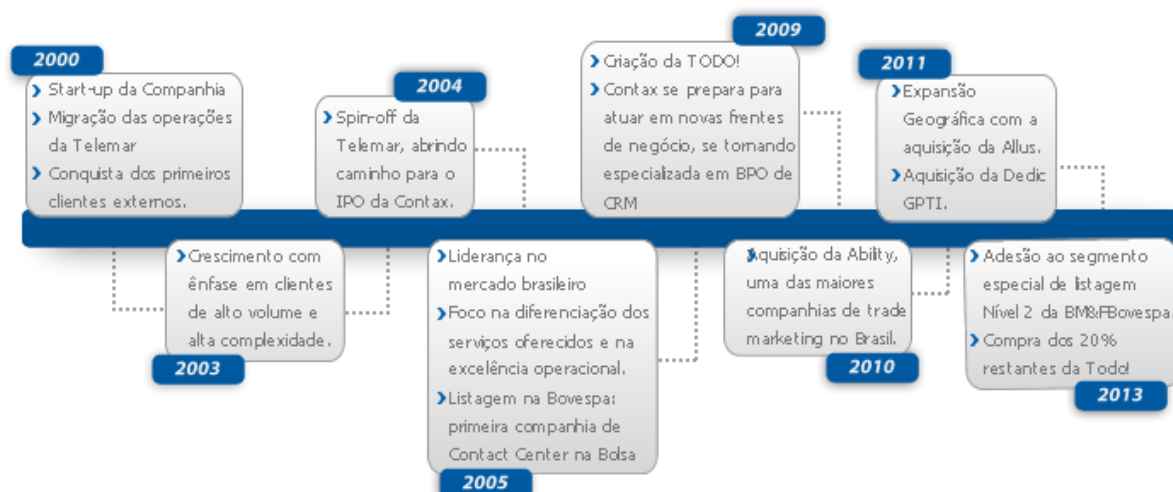 2000
Start-up da Companhia
Migração das operações
da Telemar
Conquista dos primeiros
clientes externos.
Crescimento com
ênfase em clientes
de alto volume e
alta complexidade.
2003
2004
Spin-off da
Telemar, abrindo
caminho para o
IPO da Contax.
Liderança no
mercado brasileiro
Foco na diferenciação dos
serviços oferecidos e na
excelência operacional.
Listagem na Bovespa:
primeira companhia de
Contact Center na Bolsa
2005
2009
Criação da TODO!
Contax se prepara para
atuar em novas frentes
de negócio, se tornando
especializada em BPO de
CRM
Aquisição da Ability,
uma das maiores
companhias de trade
marketing no Brasil.
2010
2011
Expansão
Geográfica com a
aquisição da Allus.
Aquisição da Dedic
GPTI.
Adesão ao segmento
especial de listagem
Nível 2 da BM&FBovespa.
Compra dos 20%
restantes da Todo!
2013